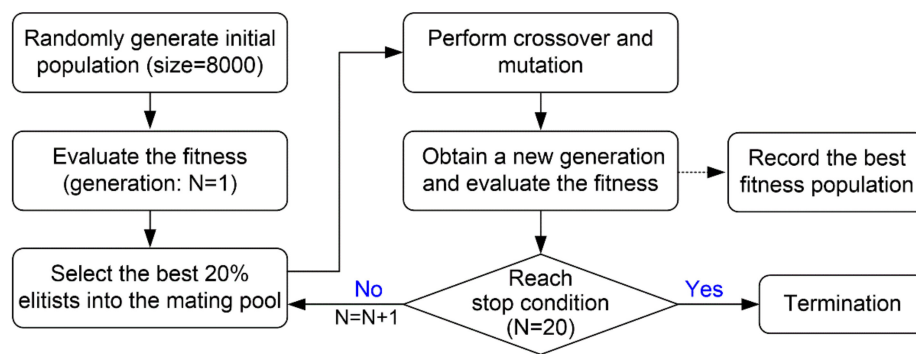 Randomly generate initial
population (size=8000)
Evaluate the fitness
(generation: N=1)
Select the best 20%
elitists into the mating pool
Perform crossover and
mutation
Obtain a new generation
and evaluate the fitness
Record the best
fitness population
Reach
stop condition
(N=20)
No
N=N+1
Yes
Termination